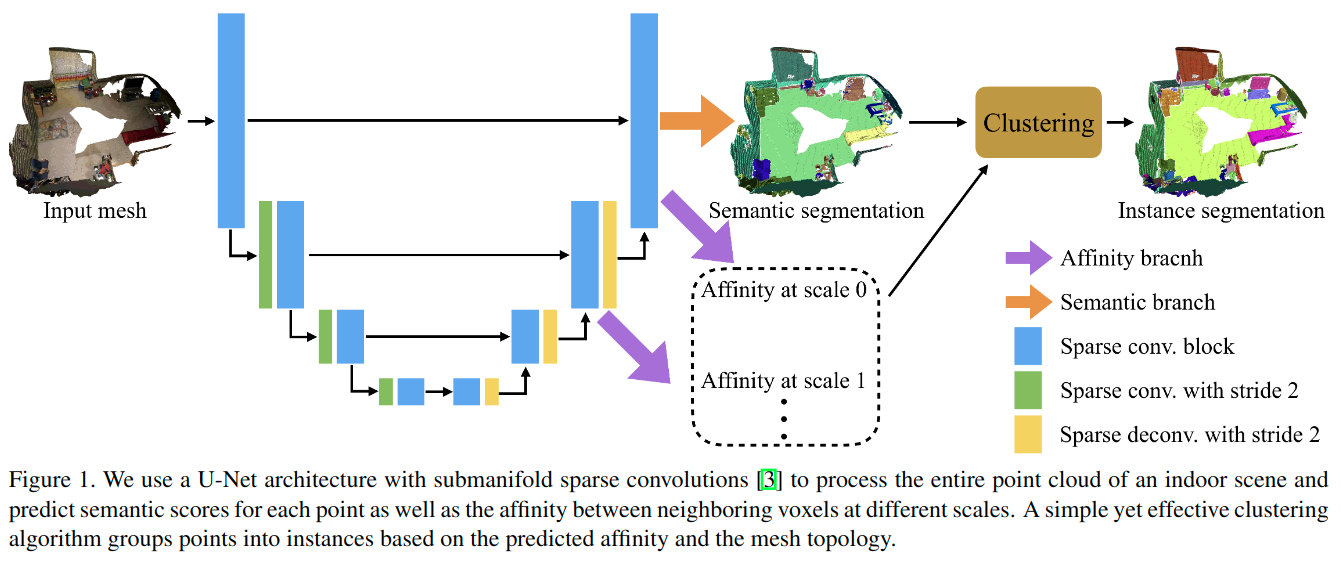 Input mesh
Semantic segmentation
Clustering
Instance segmentation
Affinity at scale 0
Affinity at scale 1
Affinity bracnh
Semantic branch
Sparse conv. block
Sparse conv. with stride 2
Sparse deconv. with stride 2
Figure 1. We use a U-Net architecture with submanifold sparse convolutions [3] to process the entire point cloud of an indoor scene and
predict semantic scores for each point as well as the affinity between neighboring voxels at different scales. A simple yet effective clustering
algorithm groups points into instances based on the predicted affinity and the mesh topology.